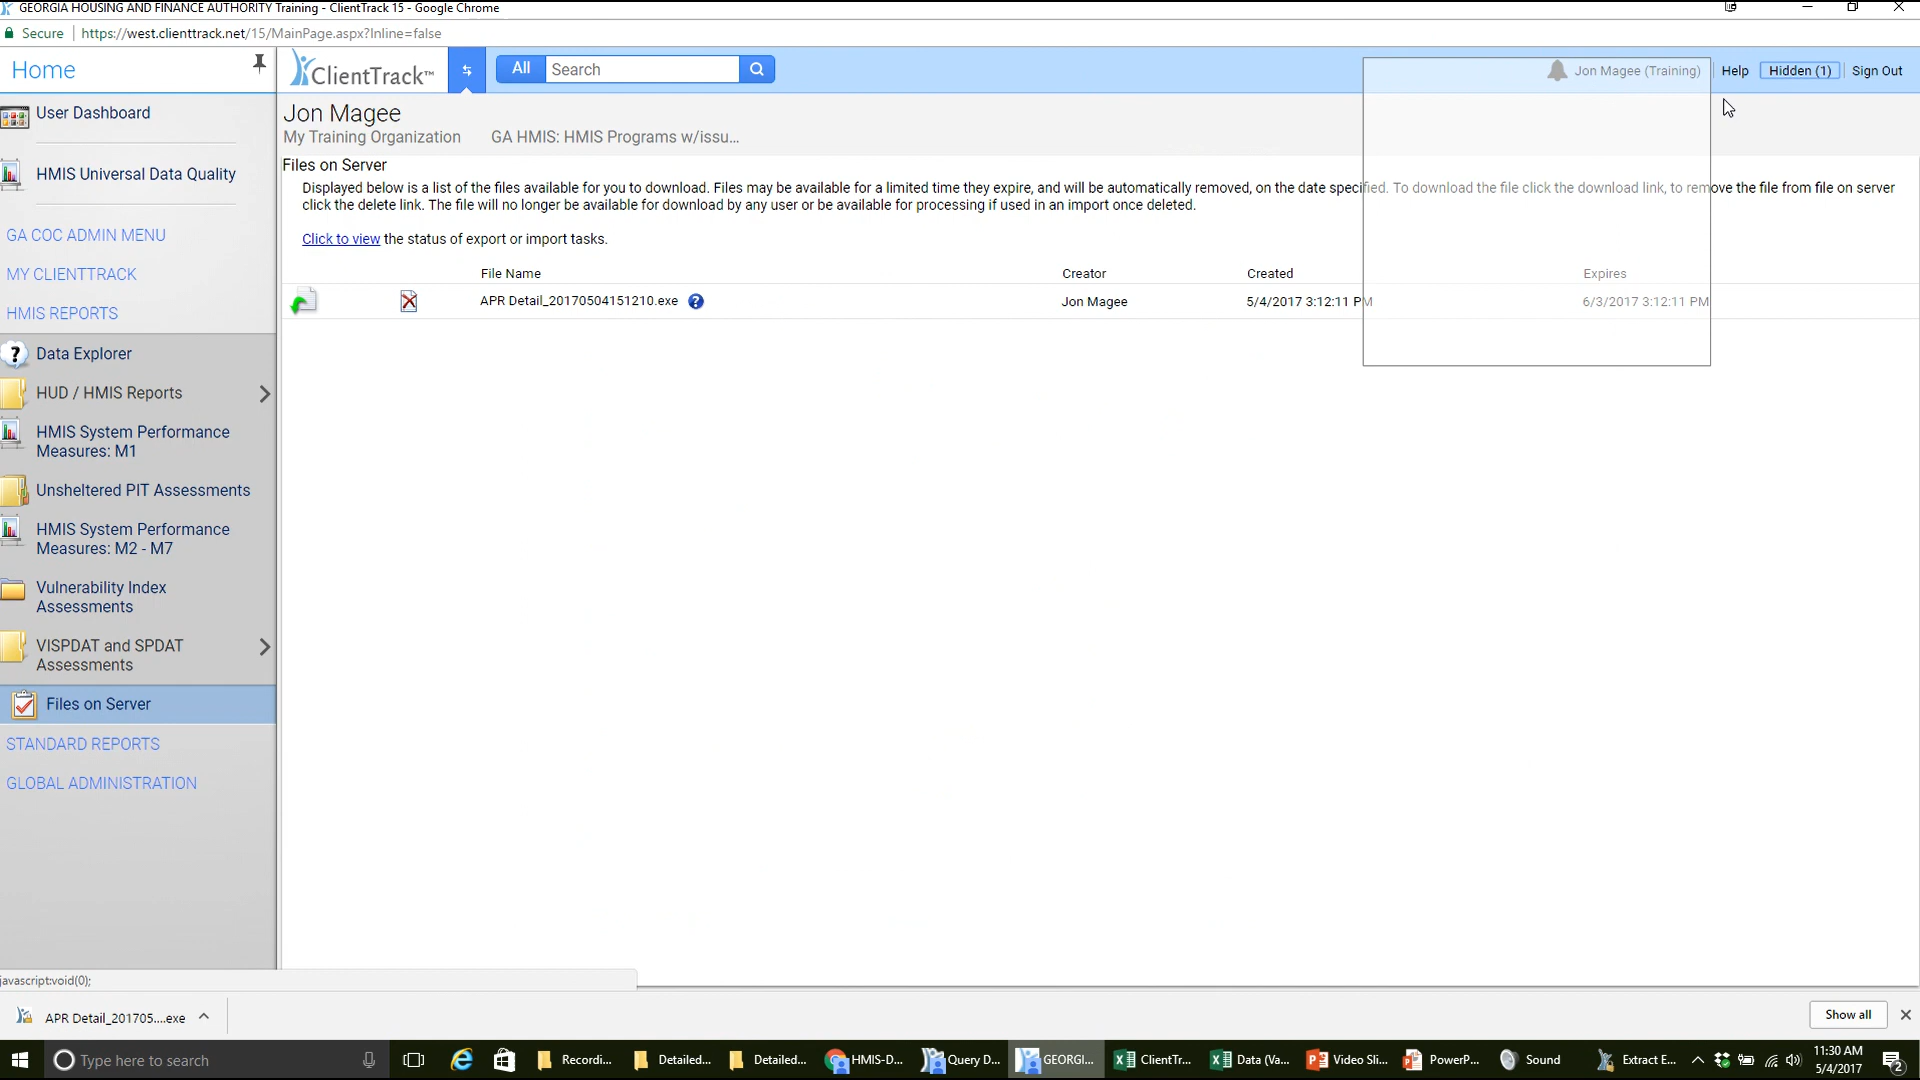 GEORGIA HOUSING AND FINANCE AUTHORITY Training - ClientTrack 15 - Google Chrome
Secure | https://west.clienttrack.net/15/MainPage.aspx?Inline=false
Home
ClientTrack™
All
Search
Jon Magee (Training)
Help
Hidden (1)
Sign Out
Jon Magee
My Training Organization
GA HMIS: HMIS Programs w/issu...
User Dashboard
HMIS Universal Data Quality
GA COC ADMIN MENU
MY CLIENTTRACK
HMIS REPORTS
Data Explorer
HUD / HMIS Reports
HMIS System Performance
Measures: M1
Unsheltered PIT Assessments
HMIS System Performance
Measures: M2 - M7
Vulnerability Index
Assessments
VISPDAT and SPDAT
Assessments
Files on Server
STANDARD REPORTS
GLOBAL ADMINISTRATION
Files on Server
Displayed below is a list of the files available for you to download. Files may be available for a limited time they expire, and will be automatically removed, on the date specified. To download the file click the download link, to remove the file from file on server
click the delete link. The file will no longer be available for download by any user or be available for processing if used in an import once deleted.
Click to view the status of export or import tasks.
File Name
Creator
Created
Expires
APR Detail_20170504151210.exe
?
Jon Magee
5/4/2017 3:12:11 PM
6/3/2017 3:12:11 PM
javascript:void(0);
APR Detail_201705....exe
Show all
Type here to search
Recordi...
Detailed...
Detailed...
HMIS-D...
Query D...
GEORGI...
ClientTr...
Data (Va...
Video Sli...
PowerP...
Sound
Extract E...
11:30 AM
5/4/2017
2